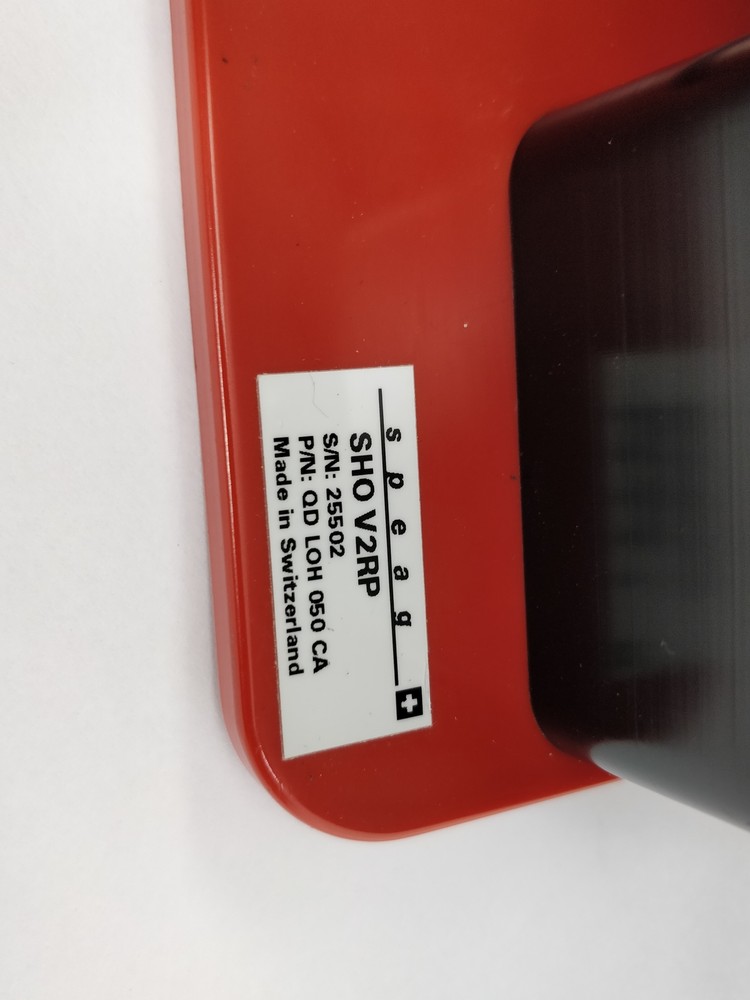 s p e a g
SHO V2RP
S/N: 25502
P/N: QD LOH 050 CA
Made in Switzerland